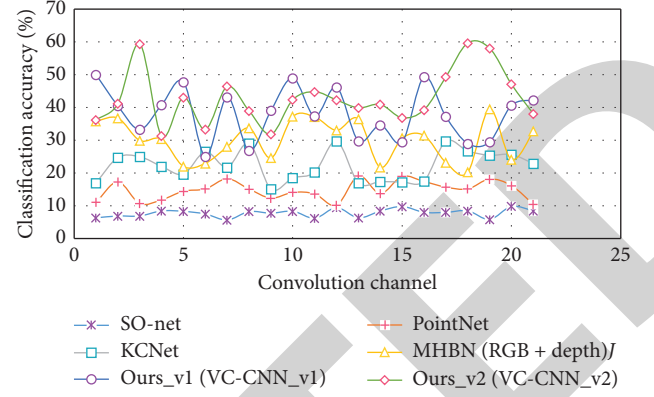 70
60
50
40
30
20
10
0
Classification accuracy (%)
0 5 10 15 20 25
Convolution channel
SO-net PointNet
KCNet MHBN (RGB + depth)J
Ours_v1 (VC-CNN_v1) Ours_v2 (VC-CNN_v2)
TED